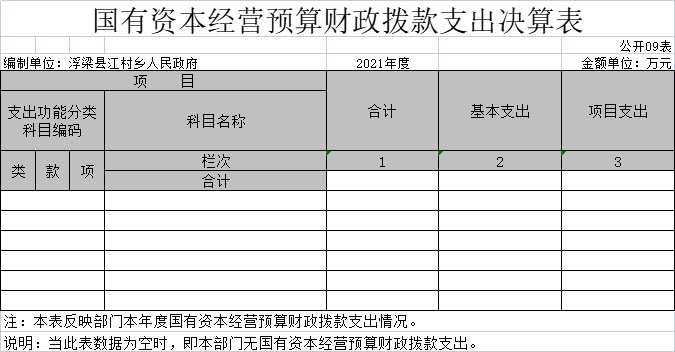 国有资本经营预算财政拨款支出决算表
公开09表
编制单位：浮梁县江村乡人民政府 2021年度 金额单位：万元
项 目 合计 基本支出 项目支出
支出功能分类科目编码 科目名称
类 款 项 栏次 1 2 3
合计
注：本表反映部门本年度国有资本经营预算财政拨款支出情况。
说明：当此表数据为空时，即本部门无国有资本经营预算财政拨款支出。